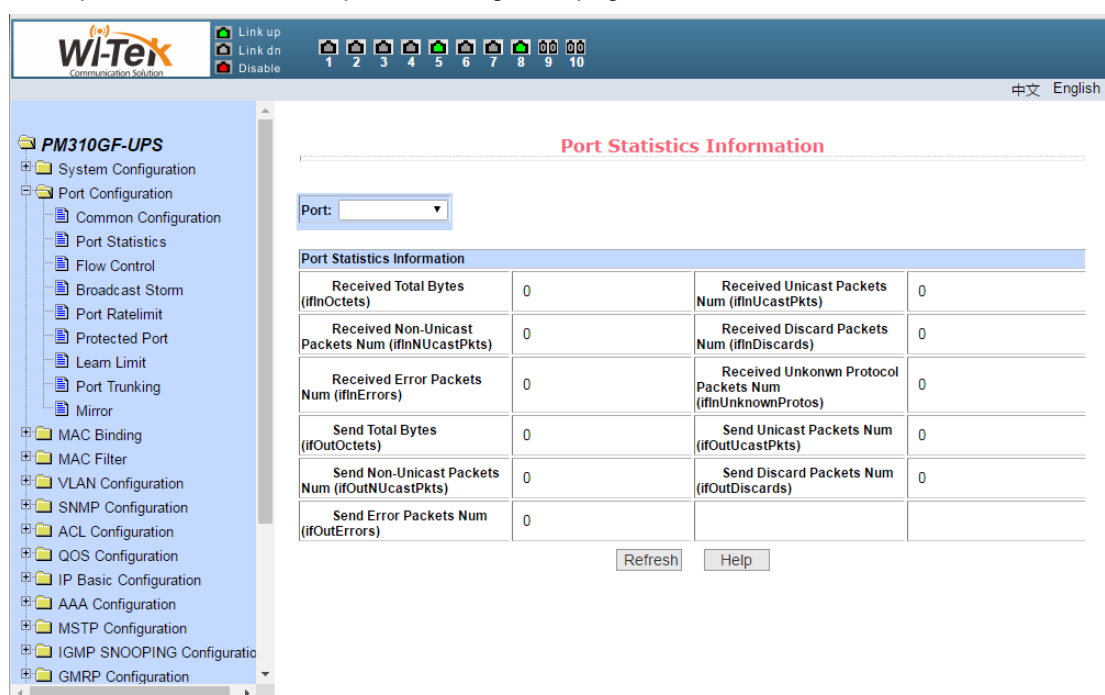 Wi-Tek
Communication Solution
Link up
Link dn
Disable
1 2 3 4 5 6 7 8 9 10
中文 English
PM310GF-UPS
System Configuration
Port Configuration
Common Configuration
Port Statistics
Flow Control
Broadcast Storm
Port Ratelimit
Protected Port
Learn Limit
Port Trunking
Mirror
MAC Binding
MAC Filter
VLAN Configuration
SNMP Configuration
ACL Configuration
QOS Configuration
IP Basic Configuration
AAA Configuration
MSTP Configuration
IGMP SNOOPING Configuratio
GMRP Configuration
Port Statistics Information
Port:
Port Statistics Information
Received Total Bytes
(ifInOctets)
0
Received Unicast Packets
Num (ifInUcastPkts)
0
Received Non-Unicast
Packets Num (ifInNUcastPkts)
0
Received Discard Packets
Num (ifInDiscards)
0
Received Error Packets
Num (ifInErrors)
0
Received Unkonwn Protocol
Packets Num
(ifInUnknownProtos)
0
Send Total Bytes
(ifOutOctets)
0
Send Unicast Packets Num
(ifOutUcastPkts)
0
Send Non-Unicast Packets
Num (ifOutNUcastPkts)
0
Send Discard Packets Num
(ifOutDiscards)
0
Send Error Packets Num
(ifOutErrors)
0
Refresh Help